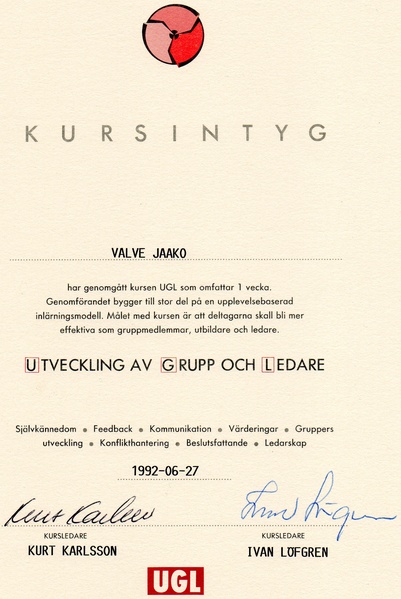 KURSINTYG
VALVE JAAKO
har genomgått kursen UGL som omfattar 1 vecka.
Genomförandet bygger till stor del på en upplevelsebaserad
inlärningsmodell. Målet med kursen är att deltagarna skall bli mer
effektiva som gruppmedlemmar, utbildare och ledare.
UTVECKLING AV GRUPP OCH LEDARE
Självkännedom • Feedback • Kommunikation • Värderingar • Gruppers
utveckling • Konflikthantering • Beslutsfattande • Ledarskap
1992-06-27
Kurt Karlsson
KURSLEDARE KURSLEDARE
KURT KARLSSON IVAN LÖFGREN
UGL